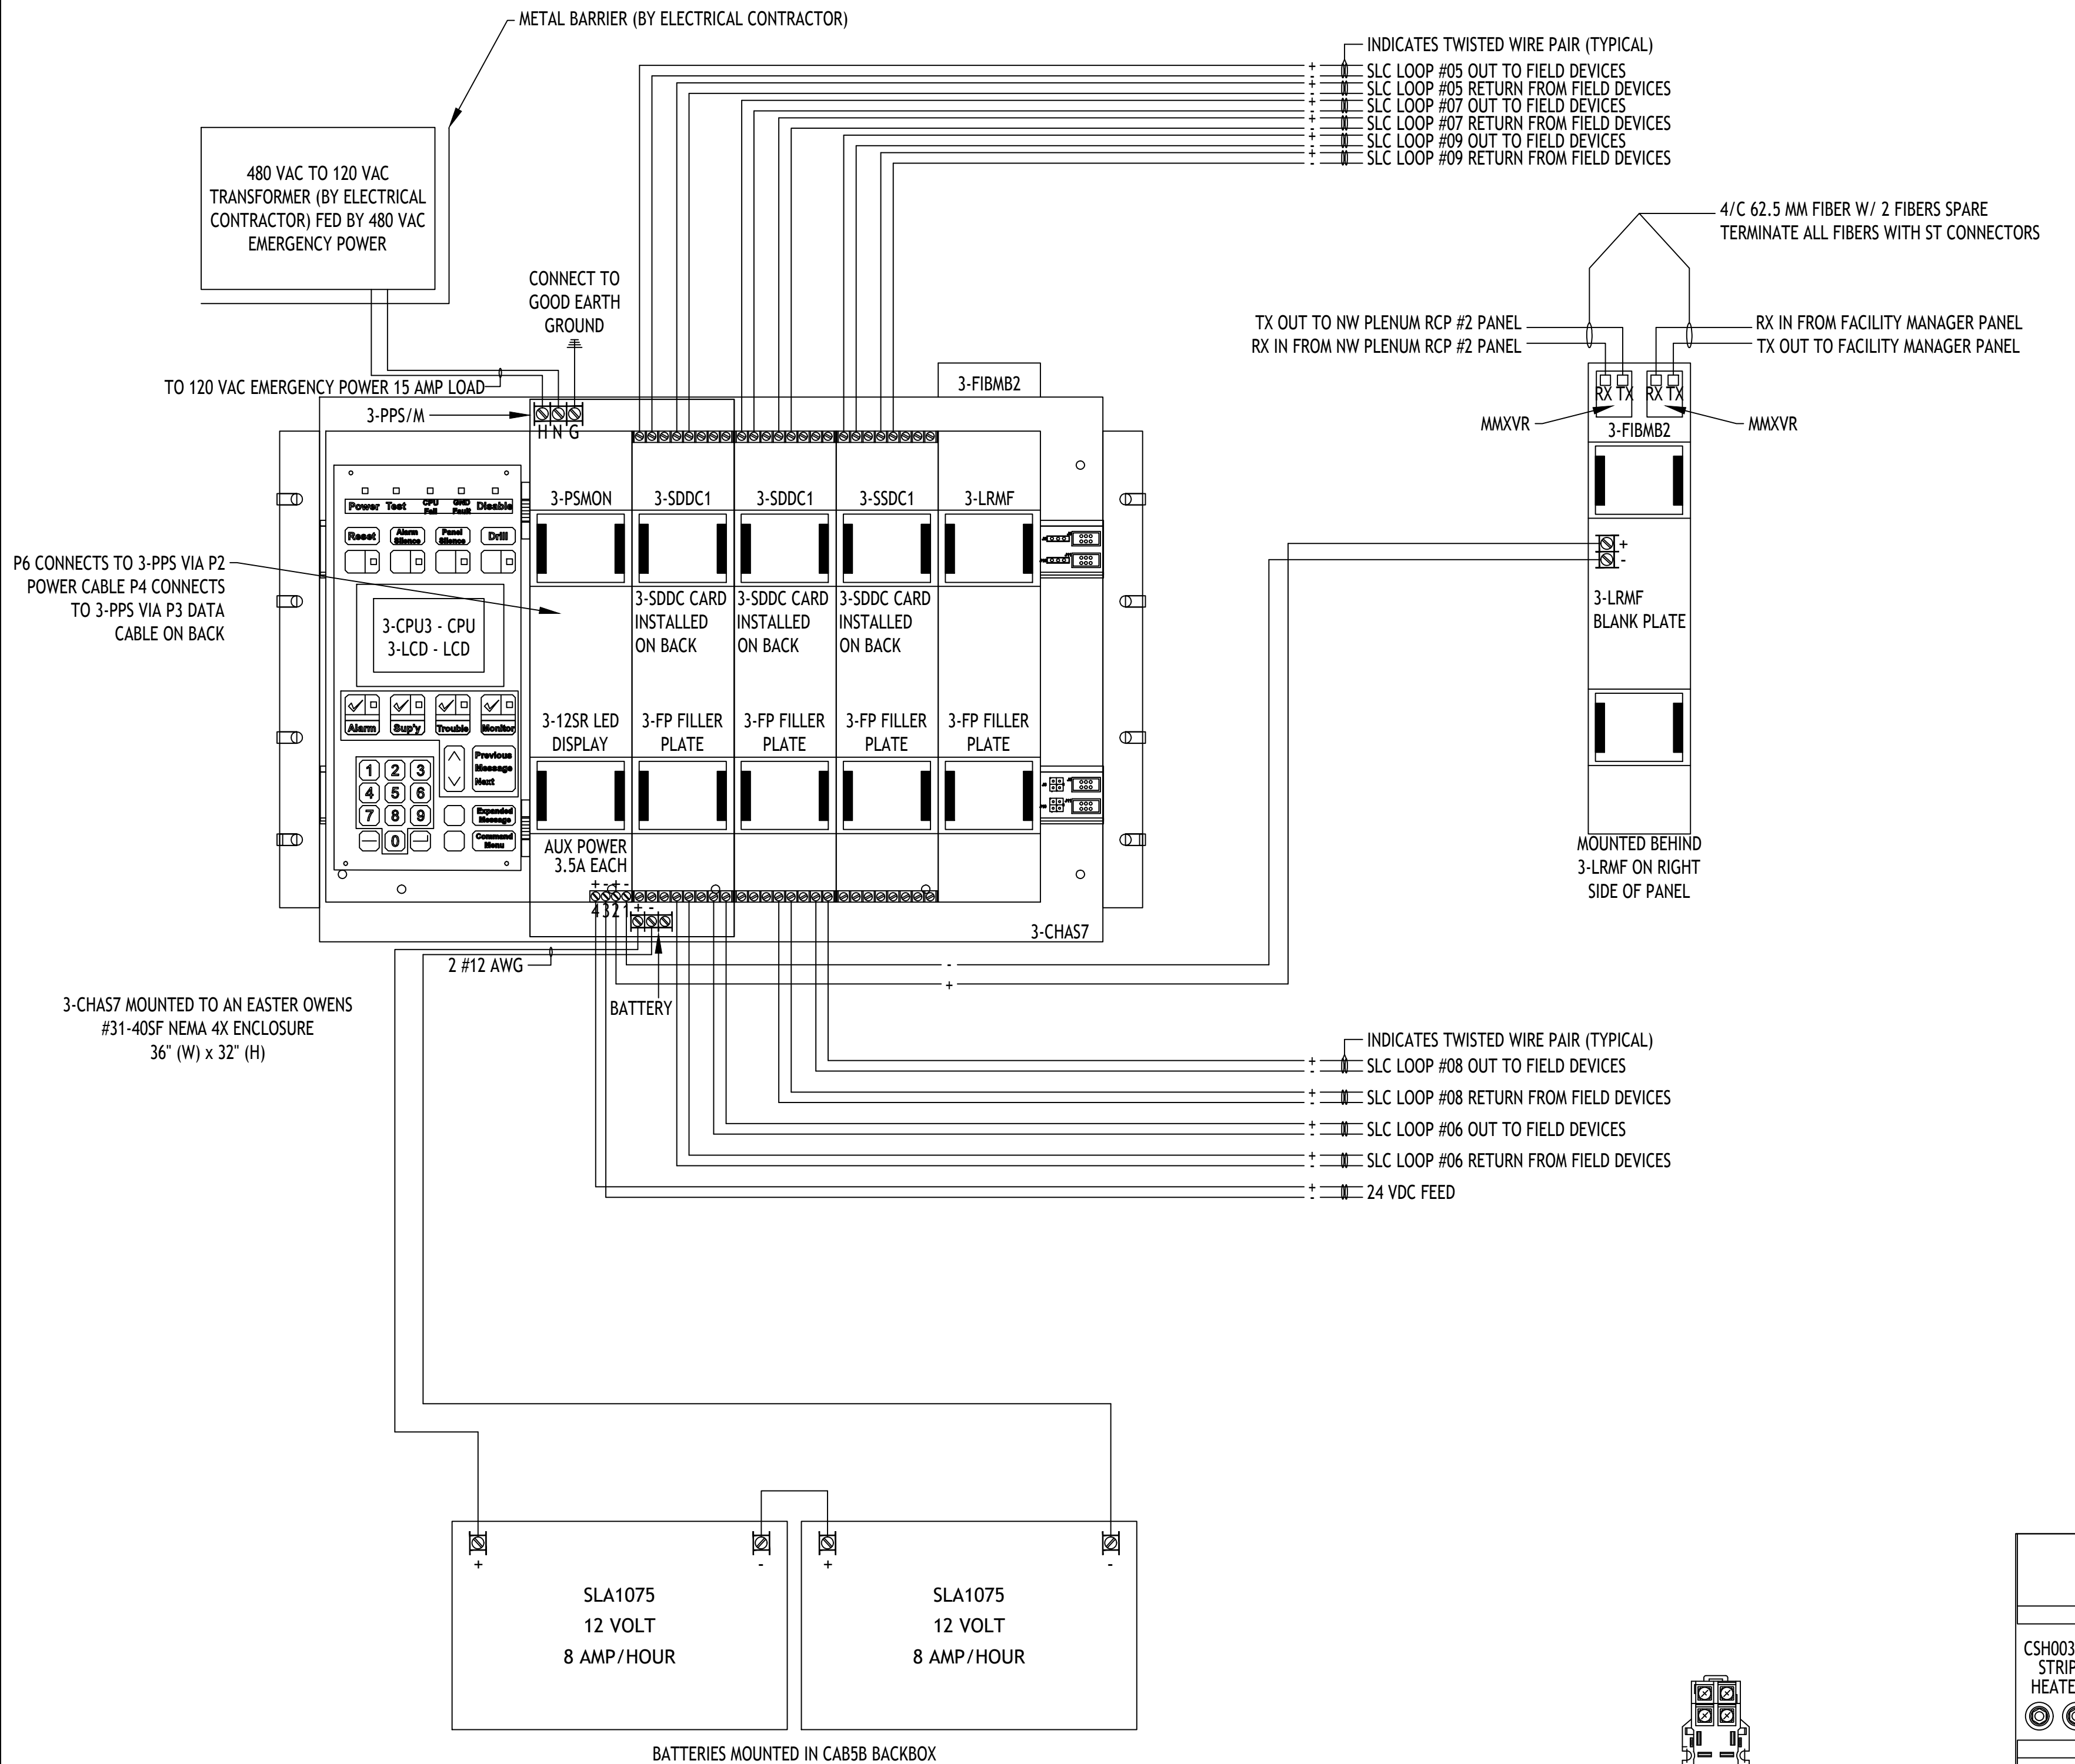 METAL BARRIER (BY ELECTRICAL CONTRACTOR)
INDICATES TWISTED WIRE PAIR (TYPICAL)
+
-
SLC LOOP #05 OUT TO FIELD DEVICES
+
-
SLC LOOP #05 RETURN FROM FIELD DEVICES
+
-
SLC LOOP #07 OUT TO FIELD DEVICES
+
-
SLC LOOP #07 RETURN FROM FIELD DEVICES
+
-
SLC LOOP #09 OUT TO FIELD DEVICES
+
-
SLC LOOP #09 RETURN FROM FIELD DEVICES
480 VAC TO 120 VAC
TRANSFORMER (BY ELECTRICAL
CONTRACTOR) FED BY 480 VAC
EMERGENCY POWER
4/C 62.5 MM FIBER W/ 2 FIBERS SPARE
TERMINATE ALL FIBERS WITH ST CONNECTORS
CONNECT TO
GOOD EARTH
GROUND
TX OUT TO NW PLENUM RCP #2 PANEL
RX IN FROM NW PLENUM RCP #2 PANEL
RX IN FROM FACILITY MANAGER PANEL
TX OUT TO FACILITY MANAGER PANEL
TO 120 VAC EMERGENCY POWER 15 AMP LOAD
3-PPS/M
H N G
3-FIBMB2
RX TX
RX TX
MMXVR
MMXVR
3-FIBMB2
Power Test CPU Fail GND Fault Disable
Reset
Alarm Silence
Panel Silence
Drill
3-PSMON
3-SDDC1
3-SDDC1
3-SSDC1
3-LRMF
P6 CONNECTS TO 3-PPS VIA P2
POWER CABLE P4 CONNECTS
TO 3-PPS VIA P3 DATA
CABLE ON BACK
3-CPU3 - CPU
3-LCD - LCD
3-SDDC CARD
INSTALLED
ON BACK
3-SDDC CARD
INSTALLED
ON BACK
3-SDDC CARD
INSTALLED
ON BACK
+
-
3-LRMF
BLANK PLATE
Alarm
Sup'y
Trouble
Monitor
3-12SR LED
DISPLAY
3-FP FILLER
PLATE
3-FP FILLER
PLATE
3-FP FILLER
PLATE
3-FP FILLER
PLATE
Previous
Message
Next
1 2 3
4 5 6
7 8 9
0
Expanded
Message
Command
Menu
AUX POWER
3.5A EACH
+ - + -
4 3 2 1
+ -
3-CHAS7
MOUNTED BEHIND
3-LRMF ON RIGHT
SIDE OF PANEL
2 #12 AWG
-
+
BATTERY
3-CHAS7 MOUNTED TO AN EASTER OWENS
#31-40SF NEMA 4X ENCLOSURE
36" (W) x 32" (H)
INDICATES TWISTED WIRE PAIR (TYPICAL)
+
-
SLC LOOP #08 OUT TO FIELD DEVICES
+
-
SLC LOOP #08 RETURN FROM FIELD DEVICES
+
-
SLC LOOP #06 OUT TO FIELD DEVICES
+
-
SLC LOOP #06 RETURN FROM FIELD DEVICES
+
-
24 VDC FEED
+
-
SLA1075
12 VOLT
8 AMP/HOUR
+
-
SLA1075
12 VOLT
8 AMP/HOUR
BATTERIES MOUNTED IN CAB5B BACKBOX
CSH003
STRIP
HEATE